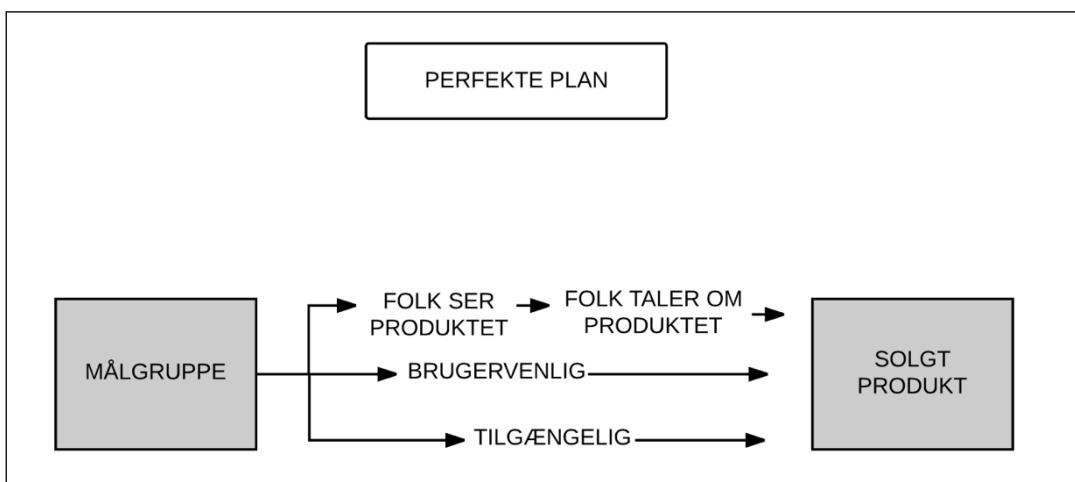 PERFEKTE PLAN
FOLK SER
PRODUKTET
FOLK TALER OM
PRODUKTET
MÅLGRUPPE
BRUGERVENLIG
SOLGT
PRODUKT
TILGÆNGELIG